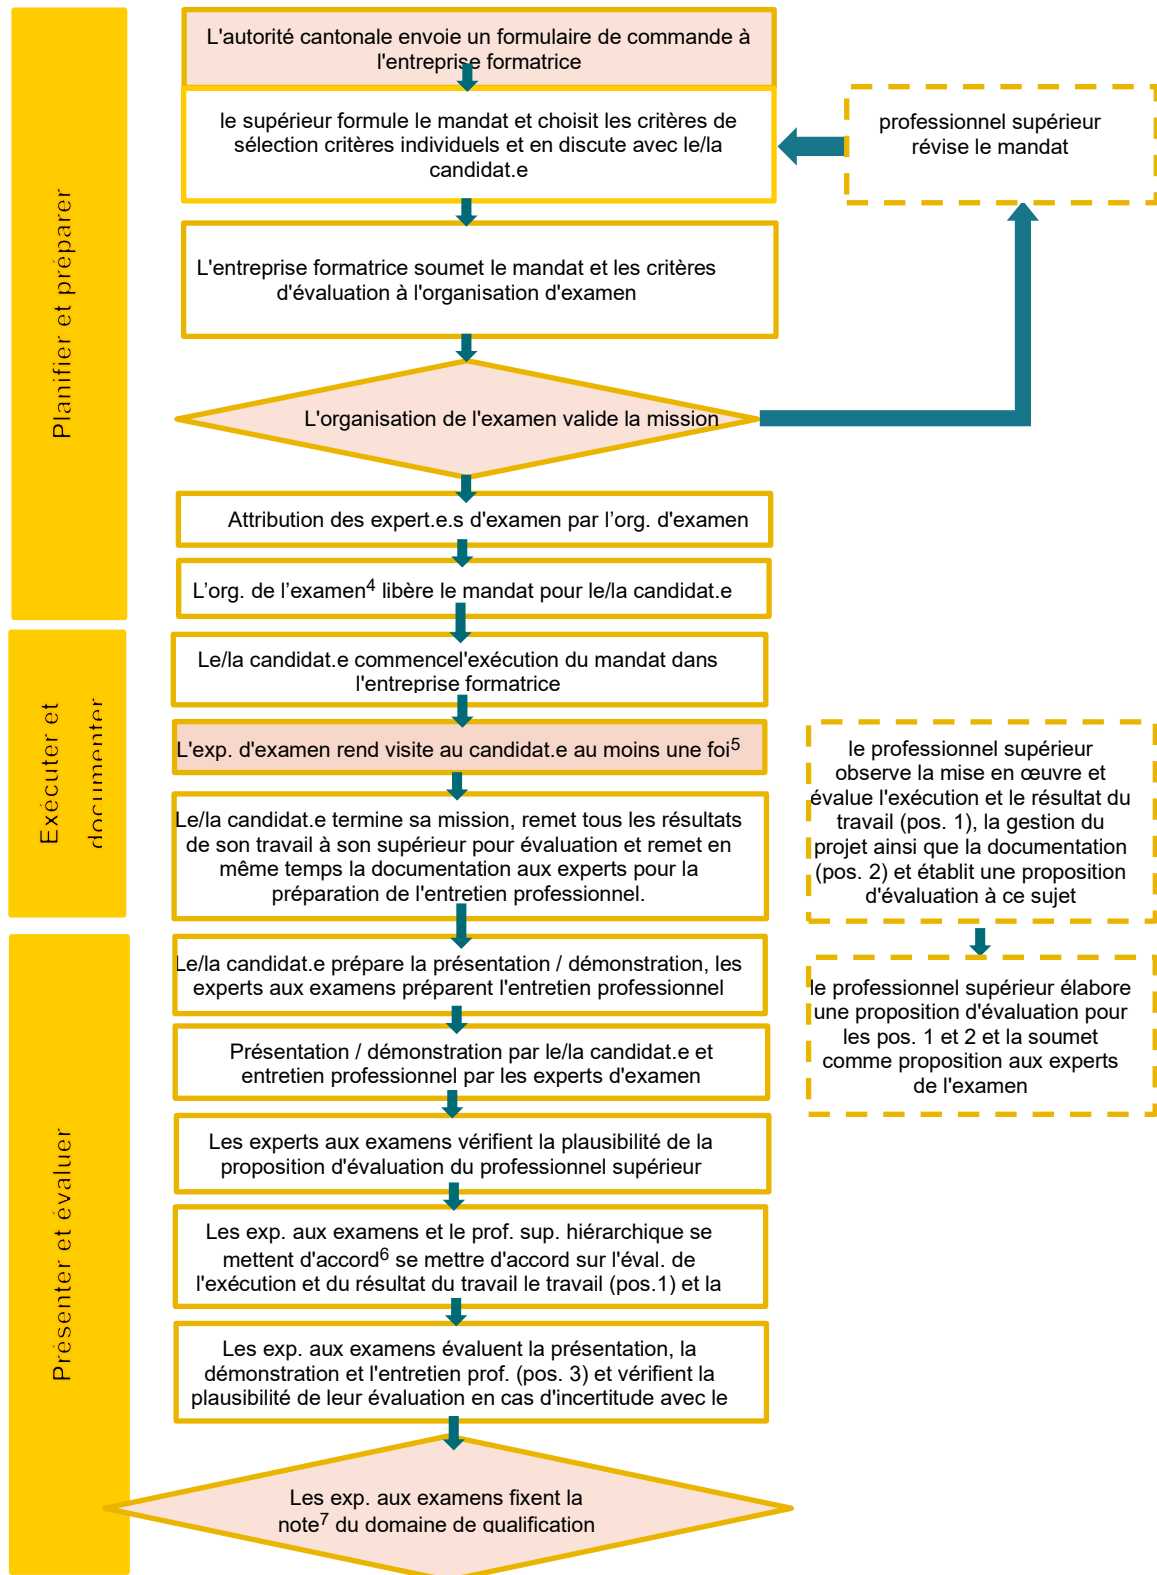 Planifier et préparer
L'autorité cantonale envoie un formulaire de commande à
l'entreprise formatrice
le supérieur formule le mandat et choisit les critères de
sélection critères individuels et en discute avec le/la
candidat.e
professionnel supérieur
révise le mandat
L'entreprise formatrice soumet le mandat et les critères
d'évaluation à l'organisation d'examen
L'organisation de l'examen valide la mission
Attribution des expert.e.s d'examen par l'org. d'examen
L'org. de l'examen⁴ libère le mandat pour le/la candidat.e
Exécuter et
documenter
Le/la candidat.e commencel'exécution du mandat dans
l'entreprise formatrice
L'exp. d'examen rend visite au candidat.e au moins une foi⁵
Le/la candidat.e termine sa mission, remet tous les résultats
de son travail à son supérieur pour évaluation et remet en
même temps la documentation aux experts pour la
préparation de l'entretien professionnel.
le professionnel supérieur
observe la mise en œuvre et
évalue l'exécution et le résultat du
travail (pos. 1), la gestion du
projet ainsi que la documentation
(pos. 2) et établit une proposition
d'évaluation à ce sujet
Présenter et évaluer
Le/la candidat.e prépare la présentation / démonstration, les
experts aux examens préparent l'entretien professionnel
le professionnel supérieur élabore
une proposition d'évaluation pour
les pos. 1 et 2 et la soumet
comme proposition aux experts
de l'examen
Présentation / démonstration par le/la candidat.e et
entretien professionnel par les experts d'examen
Les experts aux examens vérifient la plausibilité de la
proposition d'évaluation du professionnel supérieur
Les exp. aux examens et le prof. sup. hiérarchique se
mettent d'accord⁶ se mettre d'accord sur l'éval. de
l'exécution et du résultat du travail le travail (pos.1) et la
Les exp. aux examens évaluent la présentation, la
démonstration et l'entretien prof. (pos. 3) et vérifient la
plausibilité de leur évaluation en cas d'incertitude avec le
Les exp. aux examens fixent la
note⁷ du domaine de qualification